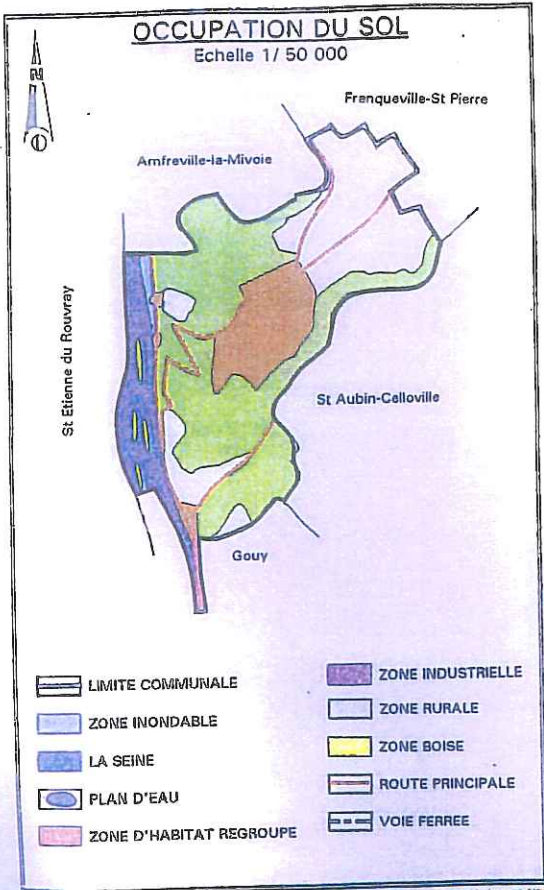 OCCUPATION DU SOL
Echelle 1/ 50 000
N
Franqueville-St Pierre
Amfreville-la-Mivoie
St Etienne du Rouvray
St Aubin-Celloville
Gouy
LIMITE COMMUNALE
ZONE INONDABLE
LA SEINE
PLAN D'EAU
ZONE D'HABITAT REGROUPE
ZONE INDUSTRIELLE
ZONE RURALE
ZONE BOISE
ROUTE PRINCIPALE
VOIE FERREE